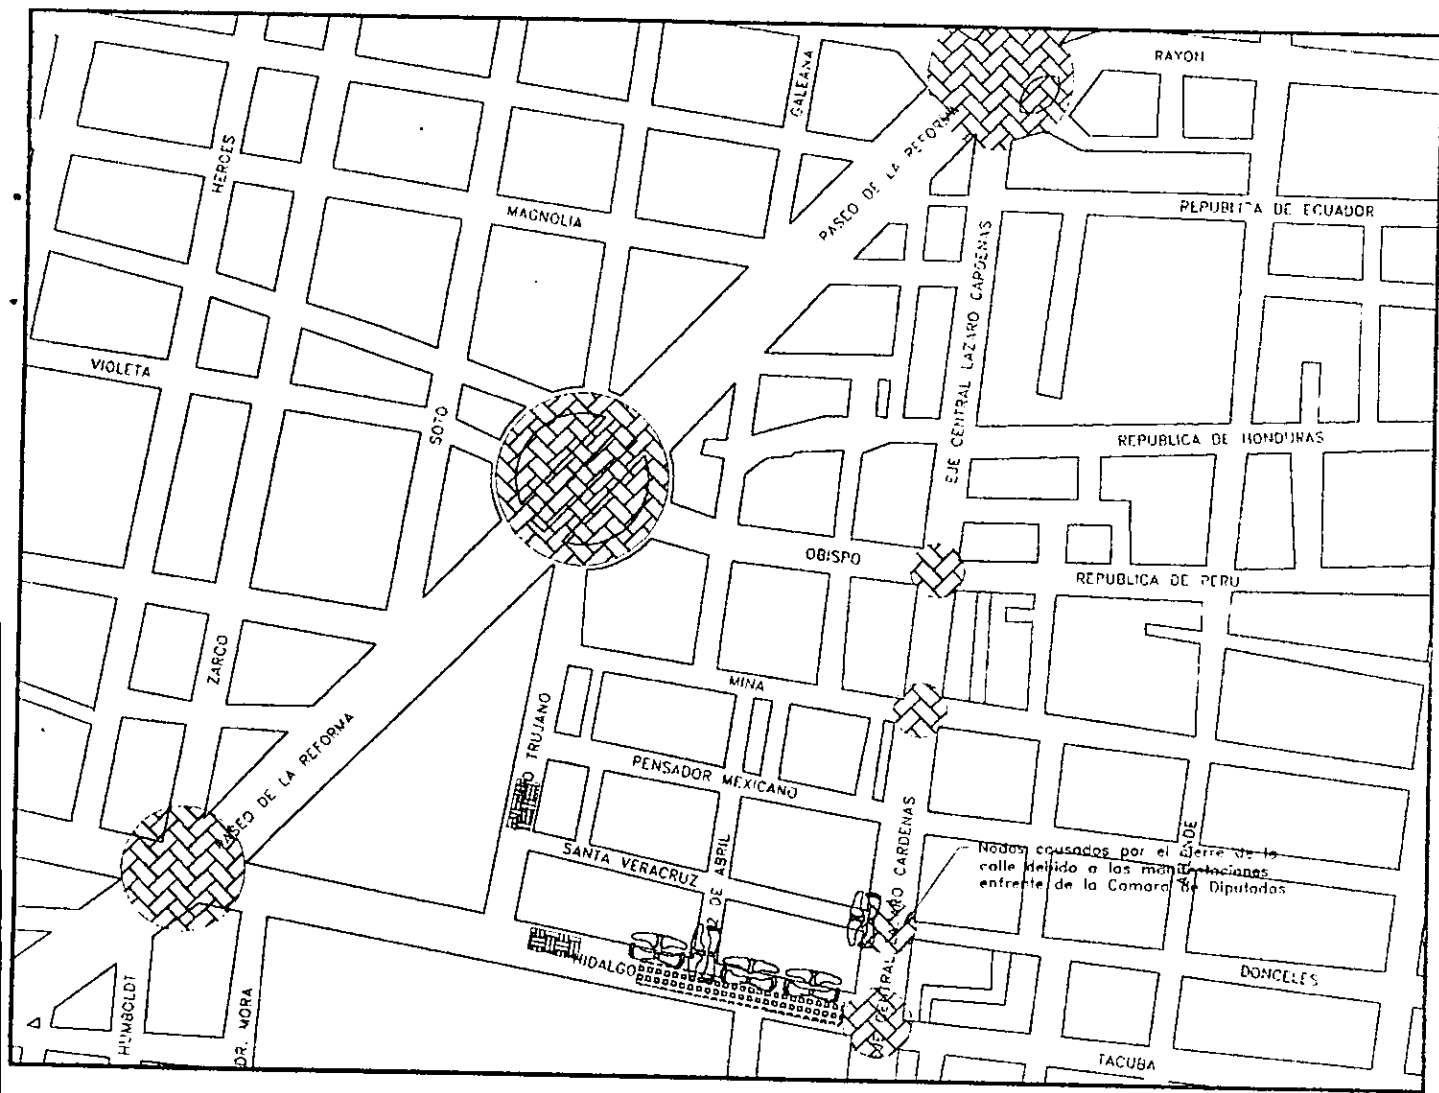 RAYON
GALEANA
HEROES
PASEO DE LA REFORMA
MAGNOLIA
REPUBLICA DE ECUADOR
EJE CENTRAL LAZARO CARDENAS
VIOLETA
SOTO
REPUBLICA DE HONDURAS
OBISPO
REPUBLICA DE PERU
ZARCO
MINA
TRUJANO
PASEO DE LA REFORMA
PENSADOR MEXICANO
SANTA VERACRUZ
2 DE ABRIL
CARDENAS
Nodos causados por el cierre de la
calle debido a las manifestaciones
enfrente de la Camara de Diputados
HIDALGO
DONCELES
HUMBOLDT
DR. MORA
TACUBA